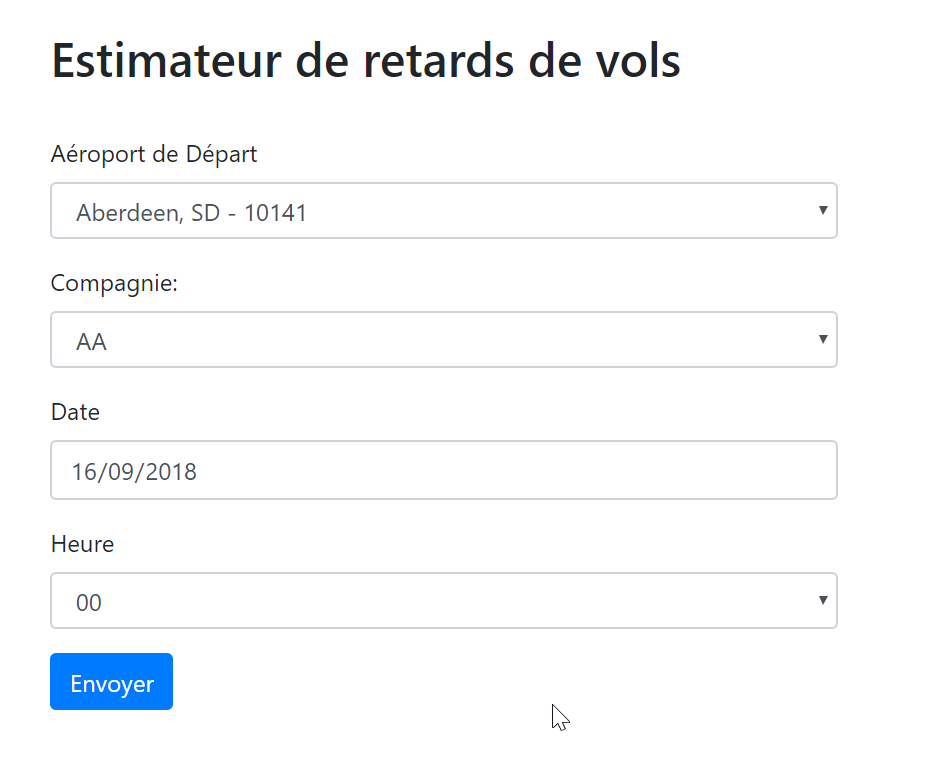 Estimateur de retards de vols
Aéroport de Départ
Aberdeen, SD - 10141
Compagnie:
AA
Date
16/09/2018
Heure
00
Envoyer